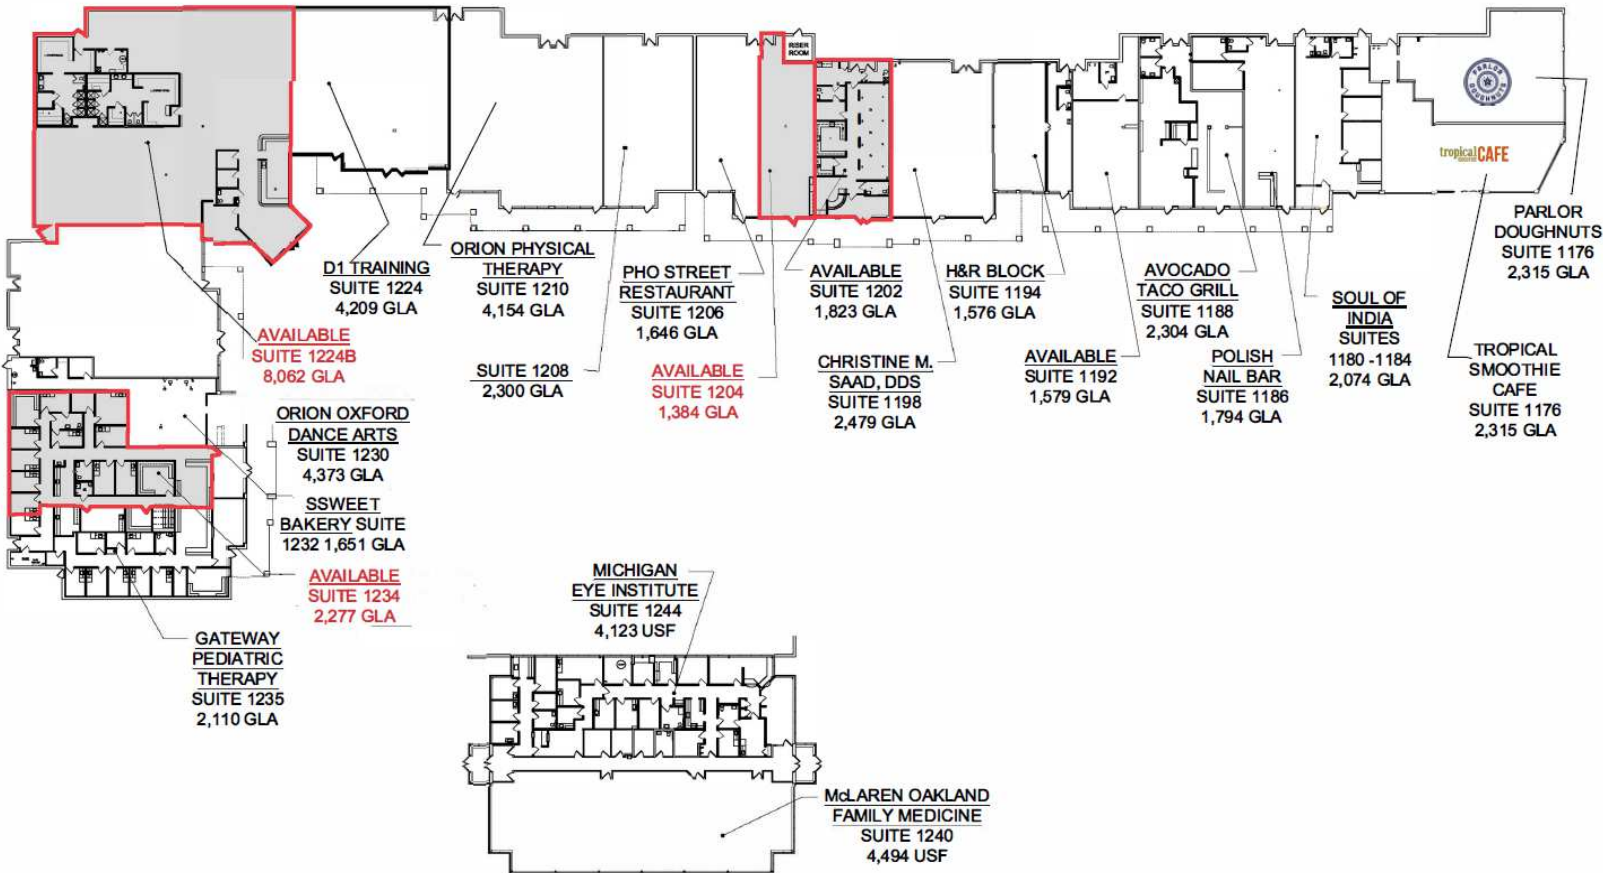 RISER
ROOM
PARLOR
DOUGHNUTS
tropical CAFE
D1 TRAINING
SUITE 1224
4,209 GLA
ORION PHYSICAL
THERAPY
SUITE 1210
4,154 GLA
PHO STREET
RESTAURANT
SUITE 1206
1,646 GLA
AVAILABLE
SUITE 1202
1,823 GLA
H&R BLOCK
SUITE 1194
1,576 GLA
AVOCADO
TACO GRILL
SUITE 1188
2,304 GLA
SOUL OF
INDIA
SUITES
1180 -1184
2,074 GLA
PARLOR
DOUGHNUTS
SUITE 1176
2,315 GLA
AVAILABLE
SUITE 1224B
8,062 GLA
SUITE 1208
2,300 GLA
AVAILABLE
SUITE 1204
1,384 GLA
CHRISTINE M.
SAAD, DDS
SUITE 1198
2,479 GLA
AVAILABLE
SUITE 1192
1,579 GLA
POLISH
NAIL BAR
SUITE 1186
1,794 GLA
TROPICAL
SMOOTHIE
CAFE
SUITE 1176
2,315 GLA
ORION OXFORD
DANCE ARTS
SUITE 1230
4,373 GLA
SSWEET
BAKERY SUITE
1232 1,651 GLA
AVAILABLE
SUITE 1234
2,277 GLA
GATEWAY
PEDIATRIC
THERAPY
SUITE 1235
2,110 GLA
MICHIGAN
EYE INSTITUTE
SUITE 1244
4,123 USF
McLAREN OAKLAND
FAMILY MEDICINE
SUITE 1240
4,494 USF